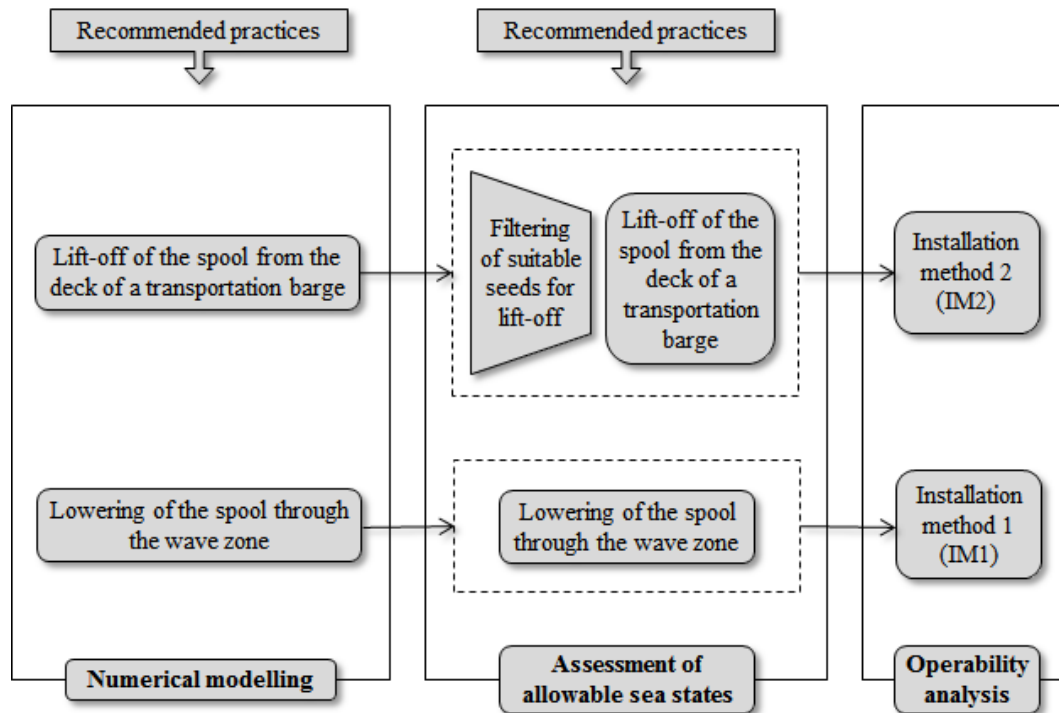 Recommended practices
Recommended practices
Lift-off of the spool from the
deck of a transportation barge
Filtering
of suitable
seeds for
lift-off
Lift-off of the
spool from the
deck of a
transportation
barge
Installation
method 2
(IM2)
Lowering of the spool through
the wave zone
Lowering of the spool
through the wave zone
Installation
method 1
(IM1)
Numerical modelling
Assessment of
allowable sea states
Operability
analysis